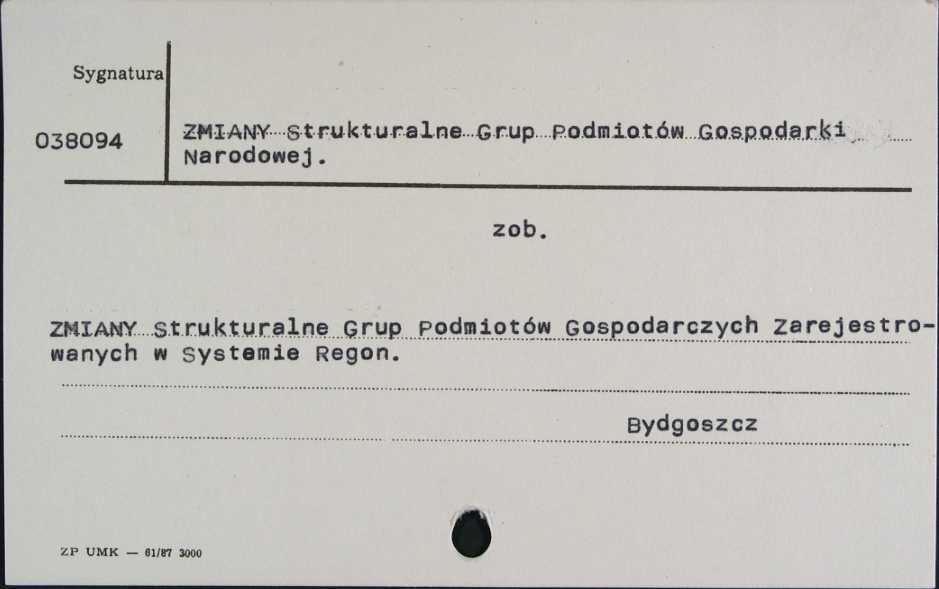 Sygnatura
038094
ZMIANY Strukturalne Grup Podmiotów Gospodarki
Narodowej.
zob.
ZMIANY Strukturalne Grup Podmiotów Gospodarczych Zarejestro-
wanych w Systemie Regon.
Bydgoszcz
ZP UMK — 61/87 3000